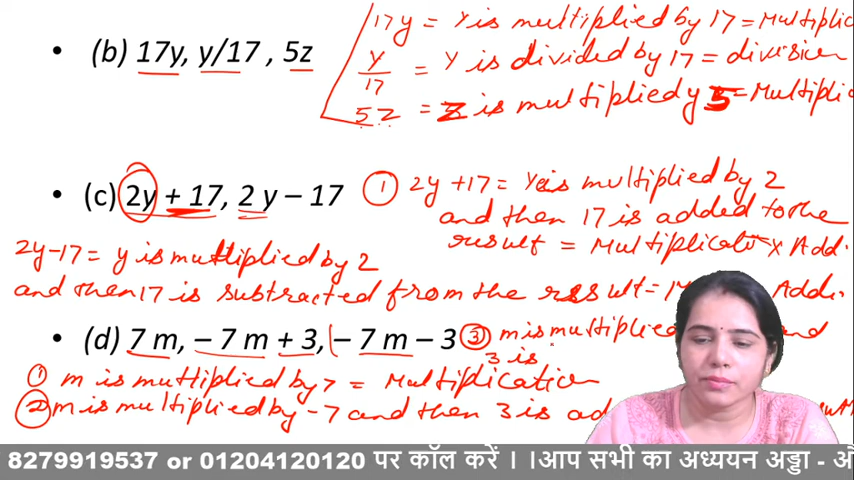 17y = Y is multiplied by 17 = Multiplic
• (b) 17y, y/17 , 5z
Y/17 = Y is divided by 17 = division
5z = z is multiplied y 5 = Multiplic
• (c) 2y + 17, 2 y – 17
① 2y +17 = is multiplied by 2
and then 17 is added to the
result = x Add.
2y-17 = y is by 2
and then 17 is subtracted from the result = M Add.
• (d) 7 m, – 7 m + 3, – 7 m – 3
③ m is multiplied and
3 is
① m is multiplied by 7 = Multiplication
② m is multiplied by -7 and then 3 is ad
8279919537 or 01204120120 पर कॉल करें । ।आप सभी का अध्ययन अड्डा - औ